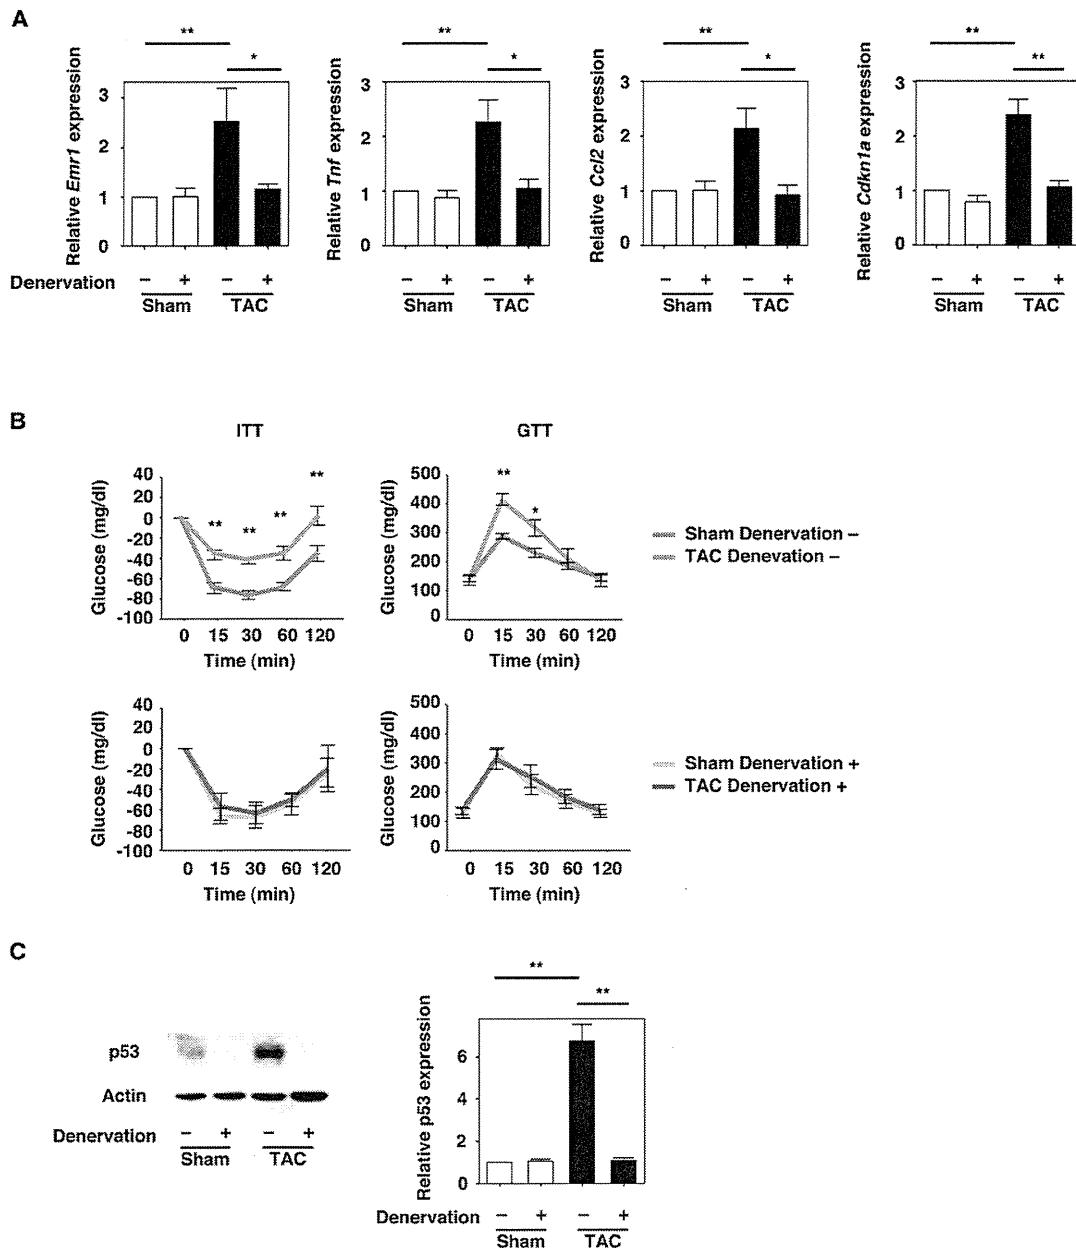 A
** ** ** **
* * * **
Relative Emr1 expression
3
2
1
0
Relative Tnf expression
3
2
1
0
Relative Ccl2 expression
3
2
1
0
Relative Cdkn1a expression
3
2
1
0
Denervation − + − + − + − + − + − + − + − +
Sham TAC Sham TAC Sham TAC Sham TAC
B
ITT
GTT
Glucose (mg/dl)
40
20
0
-20
-40
-60
-80
-100
** ** ** **
0 15 30 60 120
Time (min)
Glucose (mg/dl)
500
400
300
200
100
0
** *
0 15 30 60 120
Time (min)
Sham Denervation −
TAC Denevation −
Glucose (mg/dl)
40
20
0
-20
-40
-60
-80
-100
0 15 30 60 120
Time (min)
Glucose (mg/dl)
500
400
300
200
100
0
0 15 30 60 120
Time (min)
Sham Denervation +
TAC Denervation +
C
p53
Actin
Denervation − + − +
Sham TAC
**
**
Relative p53 expression
6
4
2
0
Denervation − + − +
Sham TAC